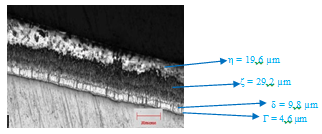 η = 19,6 μm
ζ = 29,2 μm
δ = 9,8 μm
Γ = 4,6 μm